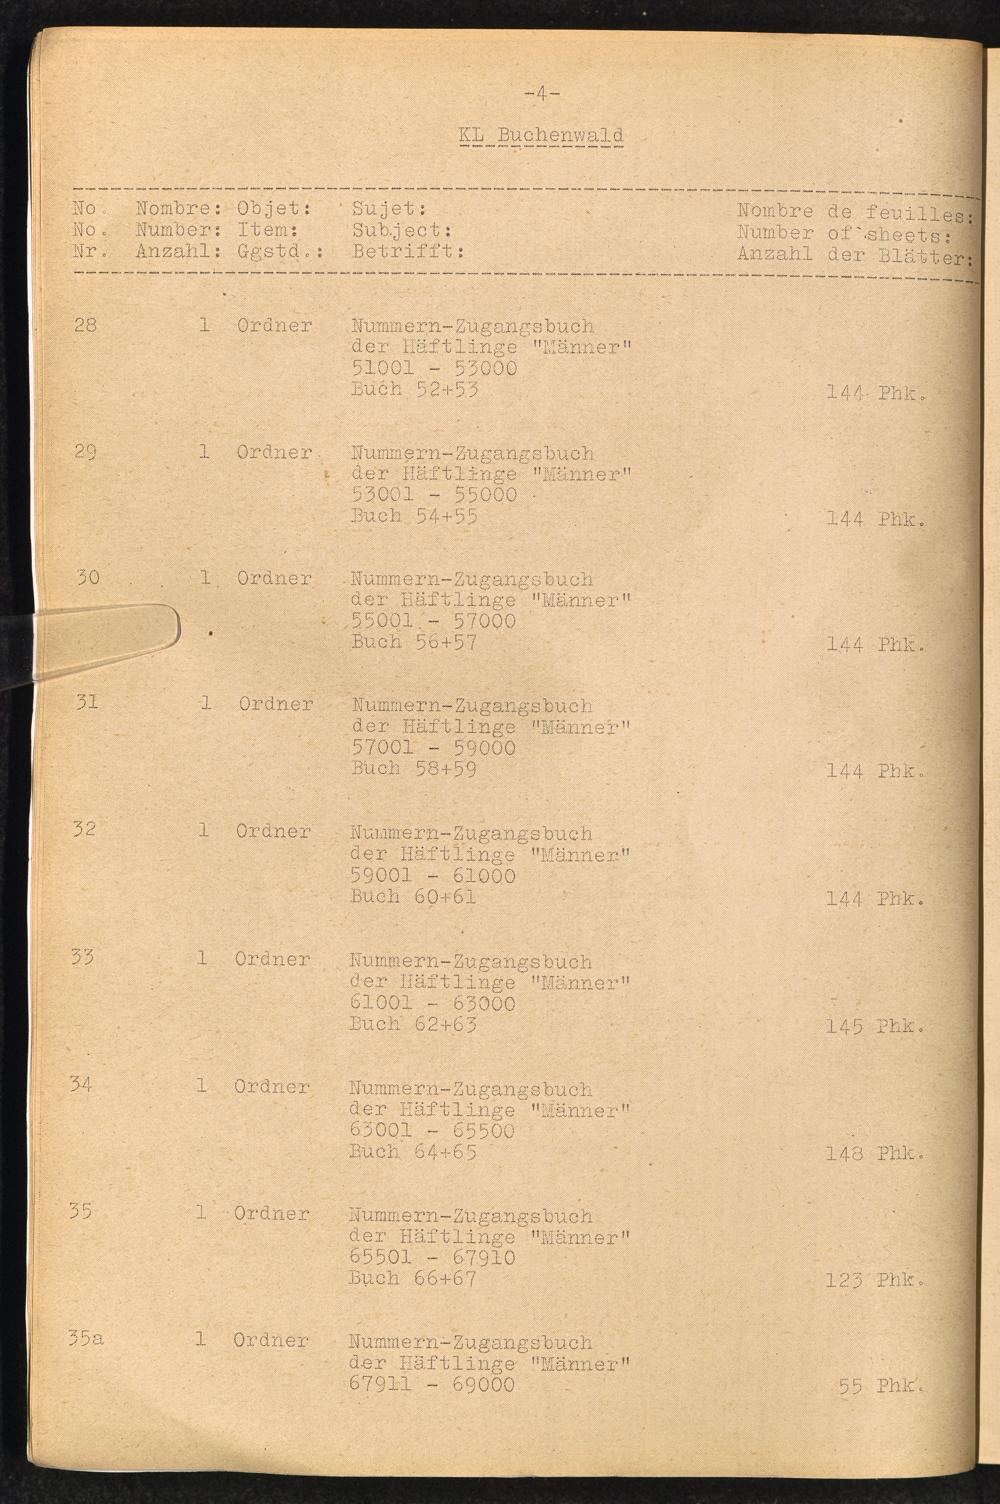 -4-
KL Buchenwald
No. Nombre: Objet: Sujet: Nombre de feuilles:
No. Number: Item: Subject: Number of sheets:
Nr. Anzahl: Ggstd.: Betrifft: Anzahl der Blätter:
28 1 Ordner Nummern-Zugangsbuch
der Häftlinge "Männer"
51001 - 53000
Buch 52+53 144 Phk.
29 1 Ordner Nummern-Zugangsbuch
der Häftlinge "Männer"
53001 - 55000
Buch 54+55 144 Phk.
30 1 Ordner Nummern-Zugangsbuch
der Häftlinge "Männer"
55001 - 57000
Buch 56+57 144 Phk.
31 1 Ordner Nummern-Zugangsbuch
der Häftlinge "Männer"
57001 - 59000
Buch 58+59 144 Phk.
32 1 Ordner Nummern-Zugangsbuch
der Häftlinge "Männer"
59001 - 61000
Buch 60+61 144 Phk.
33 1 Ordner Nummern-Zugangsbuch
der Häftlinge "Männer"
61001 - 63000
Buch 62+63 145 Phk.
34 1 Ordner Nummern-Zugangsbuch
der Häftlinge "Männer"
63001 - 65500
Buch 64+65 148 Phk.
35 1 Ordner Nummern-Zugangsbuch
der Häftlinge "Männer"
65501 - 67910
Buch 66+67 123 Phk.
35a 1 Ordner Nummern-Zugangsbuch
der Häftlinge "Männer"
67911 - 69000 55 Phk.